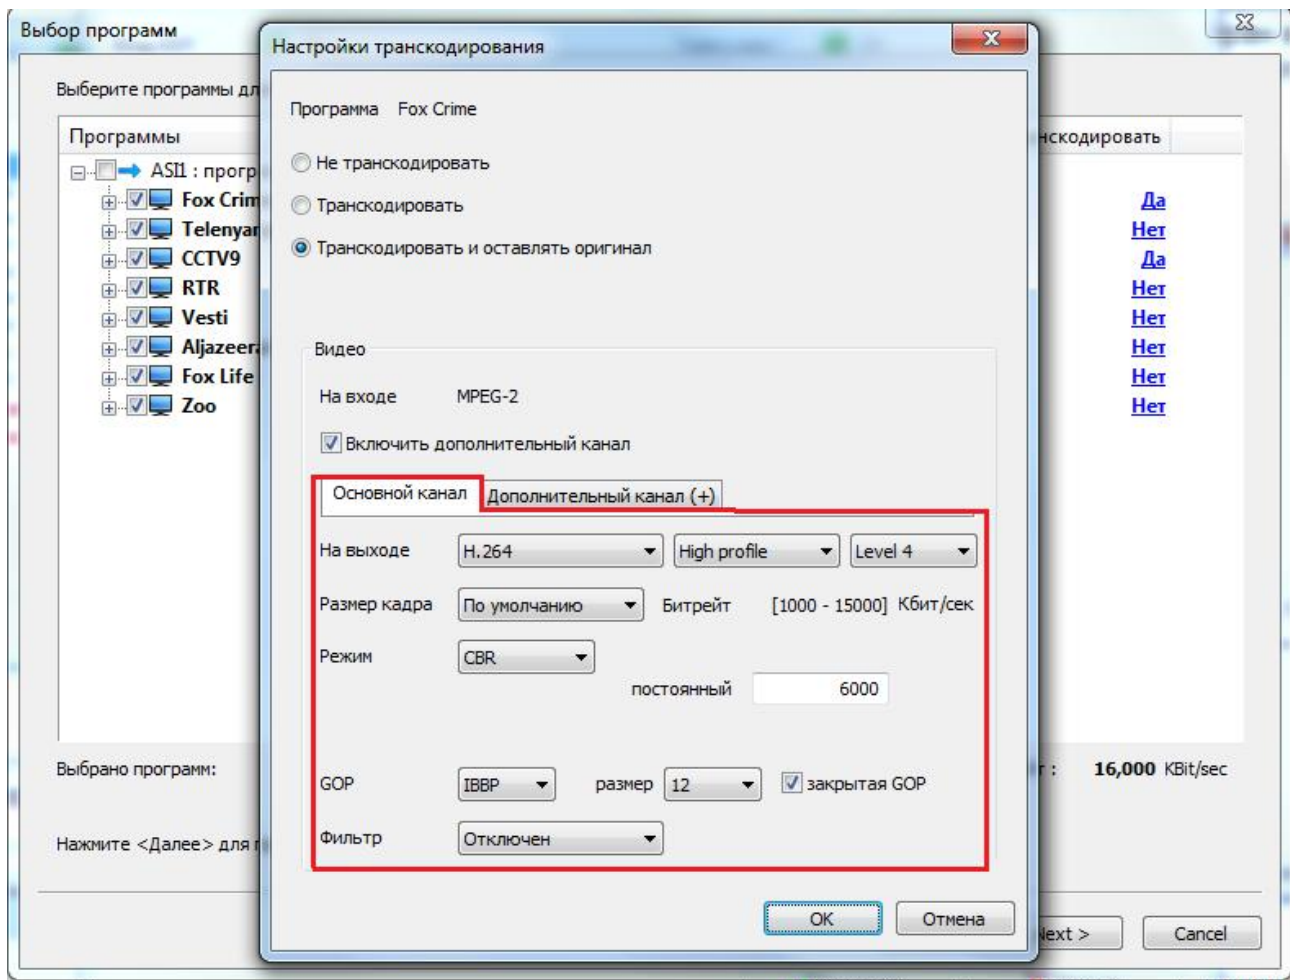 Выбор программ
Настройки транскодирования
Выберите программы дл
Программа Fox Crime
Программы
нскодировать
Не транскодировать
ASI1 : прогр
Fox Crim Да
Транскодировать
Telenyar Нет
Транскодировать и оставлять оригинал
CCTV9 Да
RTR Нет
Vesti Нет
Aljazeer Нет
Видео
Fox Life Нет
На входе MPEG-2
Zoo Нет
Включить дополнительный канал
Основной канал Дополнительный канал (+)
На выходе H.264 High profile Level 4
Размер кадра По умолчанию Битрейт [1000 - 15000] Кбит/сек
Режим CBR
постоянный 6000
Выбрано программ: 16,000 KBit/sec
GOP IBBP размер 12 закрытая GOP
Фильтр Отключен
Нажмите <Далее> для
OK Отмена
Next > Cancel